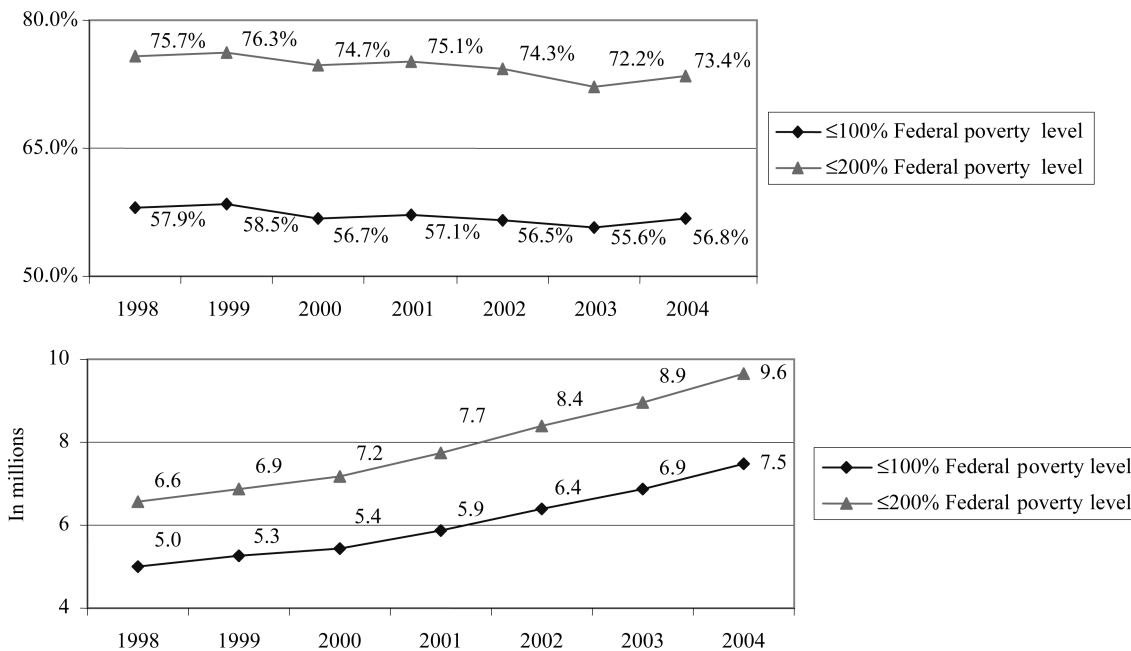 80.0%
75.7% 76.3% 74.7% 75.1% 74.3% 72.2% 73.4%
≤100% Federal poverty level
65.0%
≤200% Federal poverty level
57.9% 58.5% 56.7% 57.1% 56.5% 55.6% 56.8%
50.0%
1998 1999 2000 2001 2002 2003 2004
10
6.6 6.9 7.2 7.7 8.4 8.9 9.6
8
In millions
≤100% Federal poverty level
≤200% Federal poverty level
5.0 5.3 5.4 5.9 6.4 6.9 7.5
6
4
1998 1999 2000 2001 2002 2003 2004